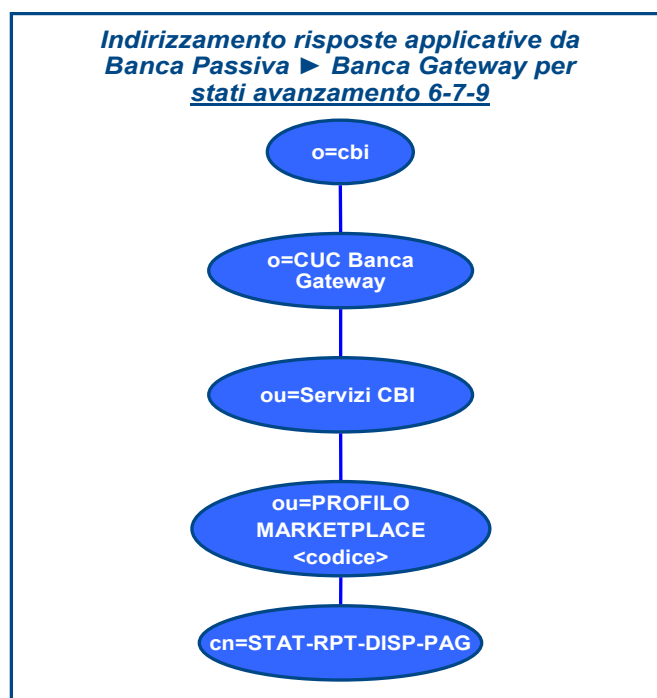 Indirizzamento risposte applicative da
Banca Passiva ► Banca Gateway per
stati avanzamento 6-7-9
o=cbi
o=CUC Banca
Gateway
ou=Servizi CBI
ou=PROFILO
MARKETPLACE
<codice>
cn=STAT-RPT-DISP-PAG